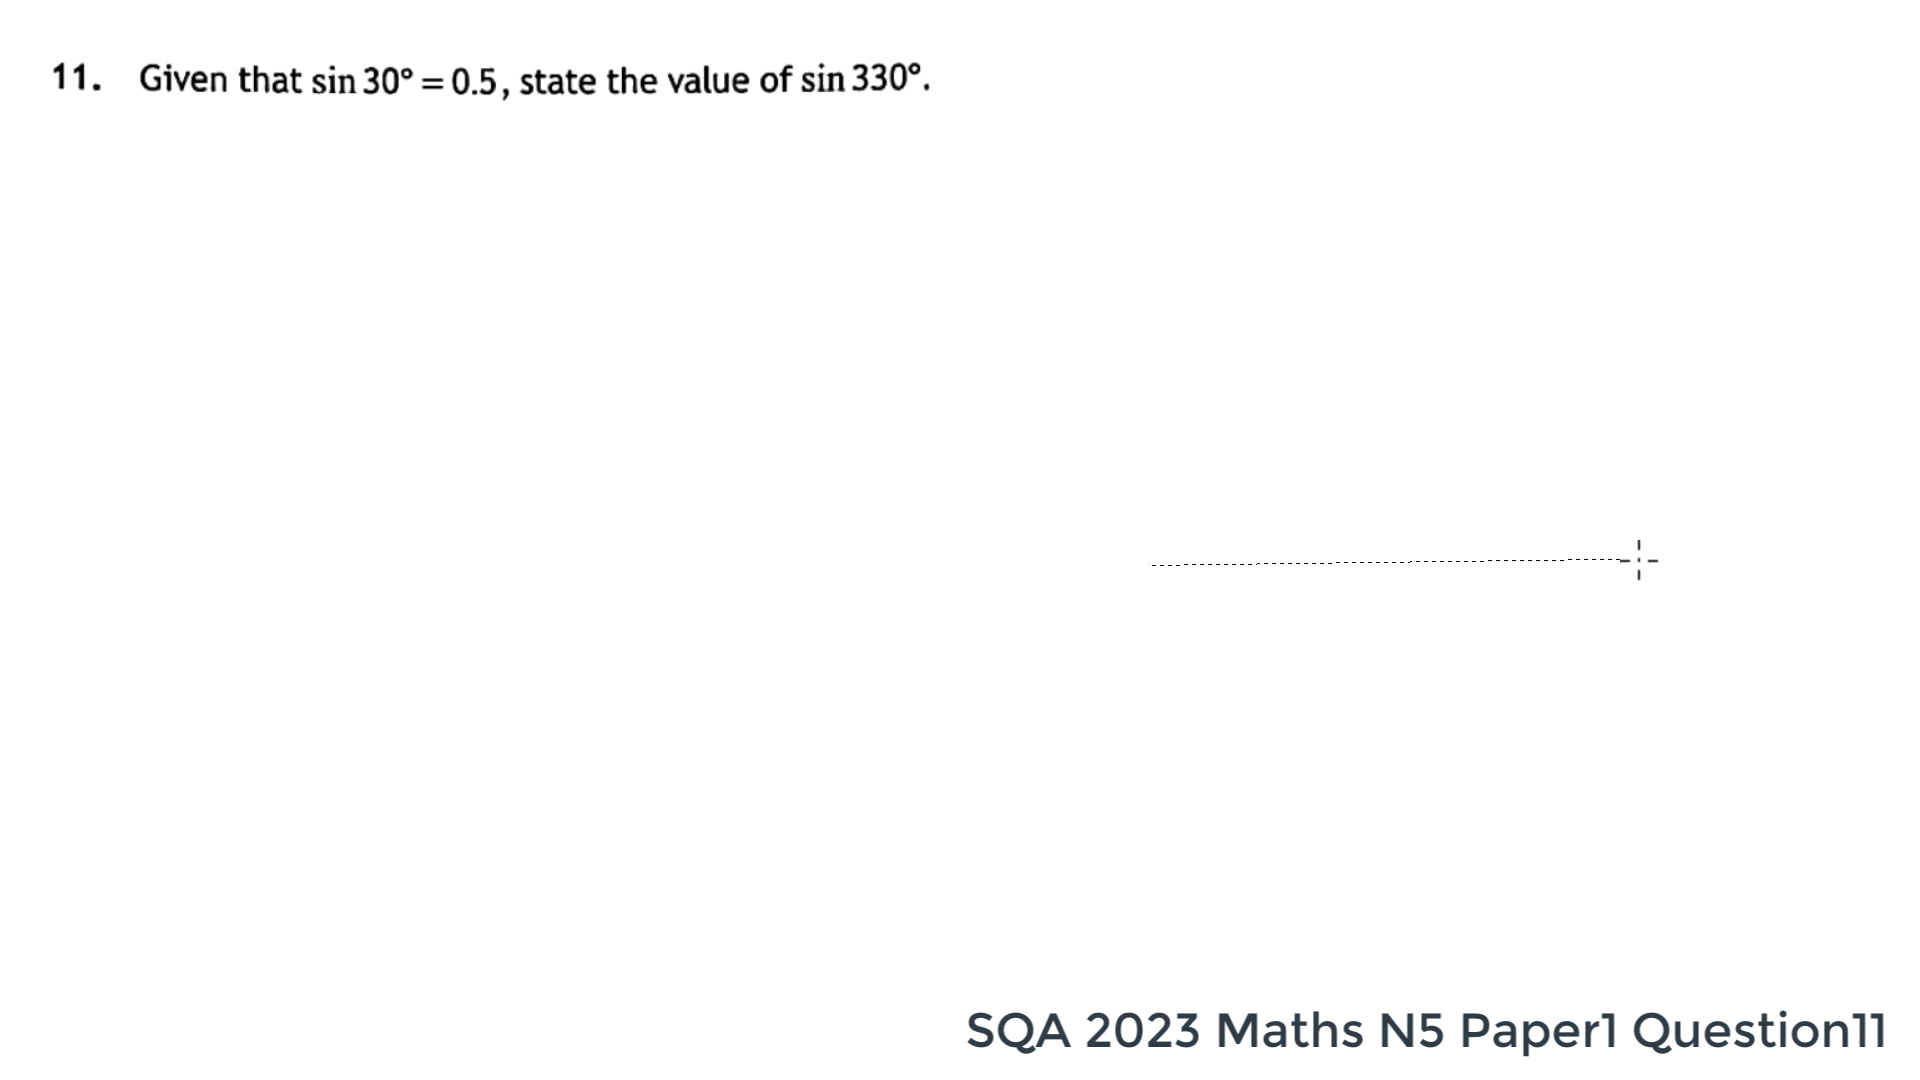 11. Given that sin 30° = 0.5, state the value of sin 330°.
SQA 2023 Maths N5 Paper1 Question11